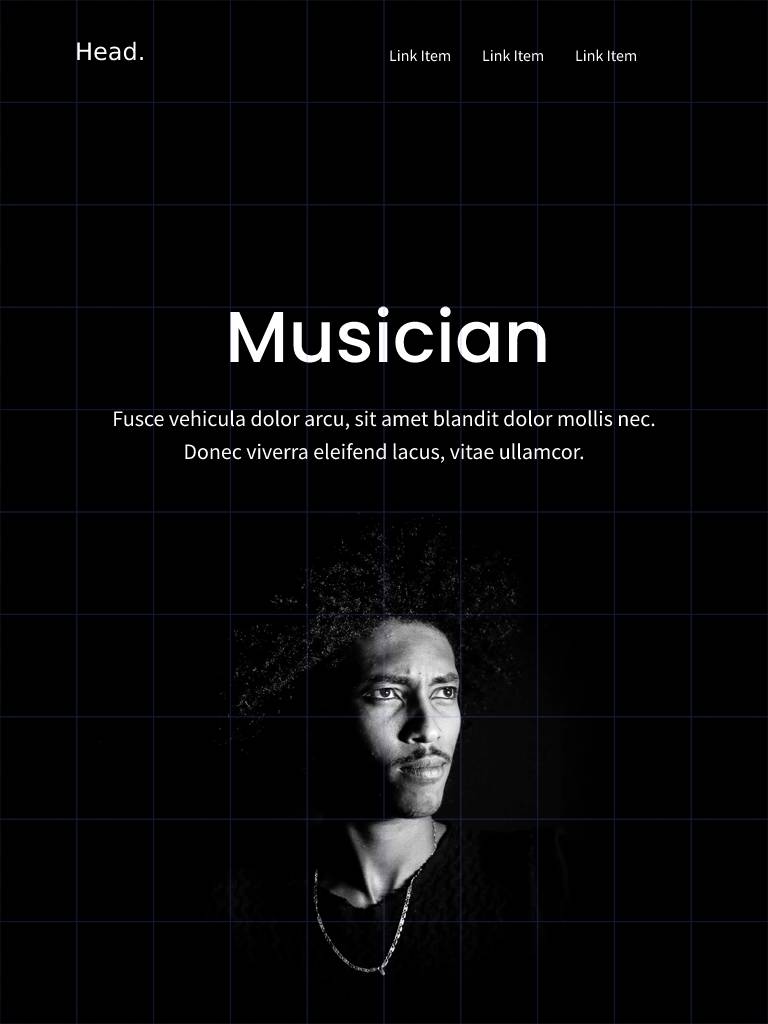 Head.
Link Item Link Item Link Item
Musician
Fusce vehicula dolor arcu, sit amet blandit dolor mollis nec.
Donec viverra eleifend lacus, vitae ullamcor.